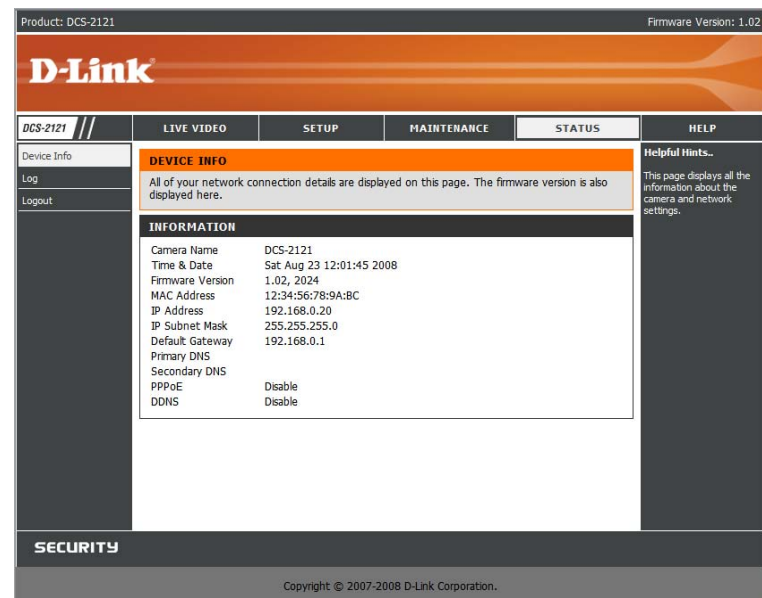 Product: DCS-2121 Firmware Version: 1.02
D-Link
DCS-2121 // LIVE VIDEO SETUP MAINTENANCE STATUS HELP
Device Info
Log
Logout
DEVICE INFO
All of your network connection details are displayed on this page. The firmware version is also
displayed here.
INFORMATION
Camera Name DCS-2121
Time & Date Sat Aug 23 12:01:45 2008
Firmware Version 1.02, 2024
MAC Address 12:34:56:78:9A:BC
IP Address 192.168.0.20
IP Subnet Mask 255.255.255.0
Default Gateway 192.168.0.1
Primary DNS
Secondary DNS
PPPoE Disable
DDNS Disable
Helpful Hints..
This page displays all the
information about the
camera and network
settings.
SECURITY
Copyright © 2007-2008 D-Link Corporation.